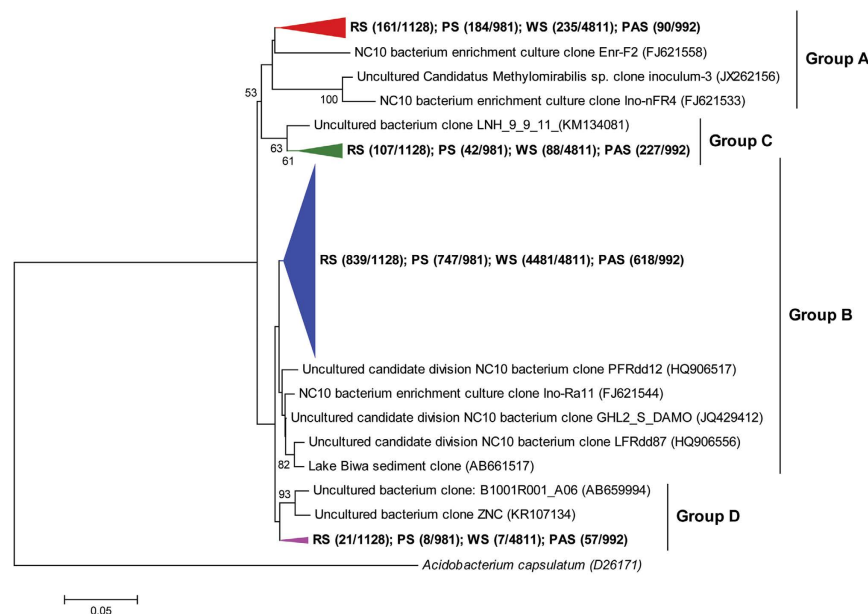 RS (161/1128); PS (184/981); WS (235/4811); PAS (90/992)
NC10 bacterium enrichment culture clone Enr-F2 (FJ621558)
Group A
Uncultured Candidatus Methylomirabilis sp. clone inoculum-3 (JX262156)
53
100
NC10 bacterium enrichment culture clone Ino-nFR4 (FJ621533)
Uncultured bacterium clone LNH_9_9_11_(KM134081)
Group C
63
RS (107/1128); PS (42/981); WS (88/4811); PAS (227/992)
61
RS (839/1128); PS (747/981); WS (4481/4811); PAS (618/992)
Group B
Uncultured candidate division NC10 bacterium clone PFRdd12 (HQ906517)
NC10 bacterium enrichment culture clone Ino-Ra11 (FJ621544)
Uncultured candidate division NC10 bacterium clone GHL2_S_DAMO (JQ429412)
Uncultured candidate division NC10 bacterium clone LFRdd87 (HQ906556)
82
Lake Biwa sediment clone (AB661517)
93
Uncultured bacterium clone: B1001R001_A06 (AB659994)
Uncultured bacterium clone ZNC (KR107134)
Group D
RS (21/1128); PS (8/981); WS (7/4811); PAS (57/992)
Acidobacterium capsulatum (D26171)
0.05